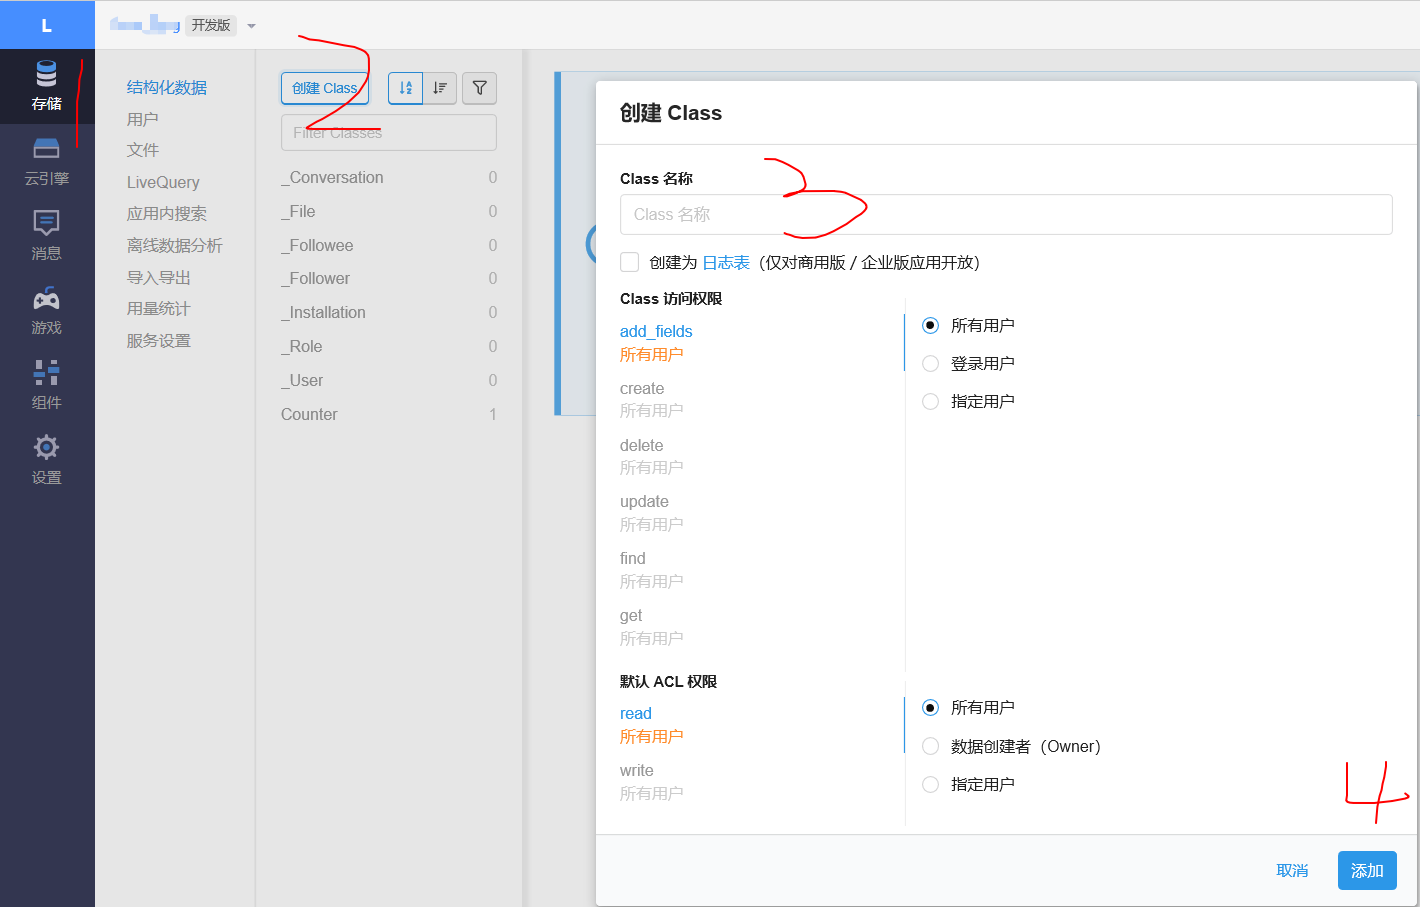 L
开发版
存储
云引擎
消息
游戏
组件
设置
结构化数据
用户
文件
LiveQuery
应用内搜索
离线数据分析
导入导出
用量统计
服务设置
创建 Class
Filter Classes
_Conversation 0
_File 0
_Followee 0
_Follower 0
_Installation 0
_Role 0
_User 0
Counter 1
创建 Class
Class 名称
Class 名称
创建为 日志表（仅对商用版 / 企业版应用开放）
Class 访问权限
add_fields
所有用户
create
所有用户
delete
所有用户
update
所有用户
find
所有用户
get
所有用户
所有用户
登录用户
指定用户
默认 ACL 权限
read
所有用户
write
所有用户
所有用户
数据创建者（Owner）
指定用户
取消
添加
1
2
3
4